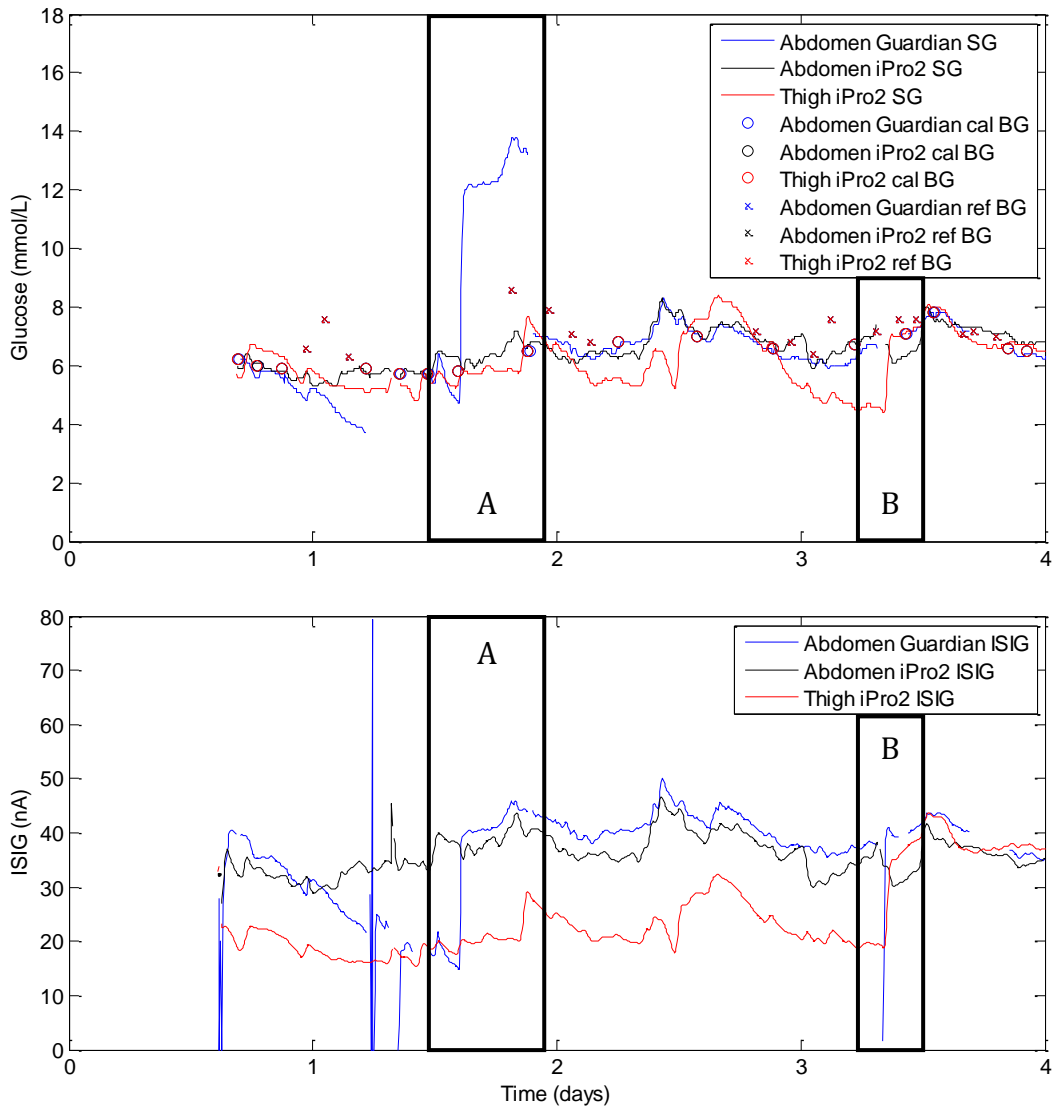 18
16
14
12
10
8
6
4
2
0
Glucose (mmol/L)
Abdomen Guardian SG
Abdomen iPro2 SG
Thigh iPro2 SG
Abdomen Guardian cal BG
Abdomen iPro2 cal BG
Thigh iPro2 cal BG
Abdomen Guardian ref BG
Abdomen iPro2 ref BG
Thigh iPro2 ref BG
A
B
0 1 2 3 4
80
70
60
50
40
30
20
10
0
ISIG (nA)
Abdomen Guardian ISIG
Abdomen iPro2 ISIG
Thigh iPro2 ISIG
A
B
0 1 2 3 4
Time (days)